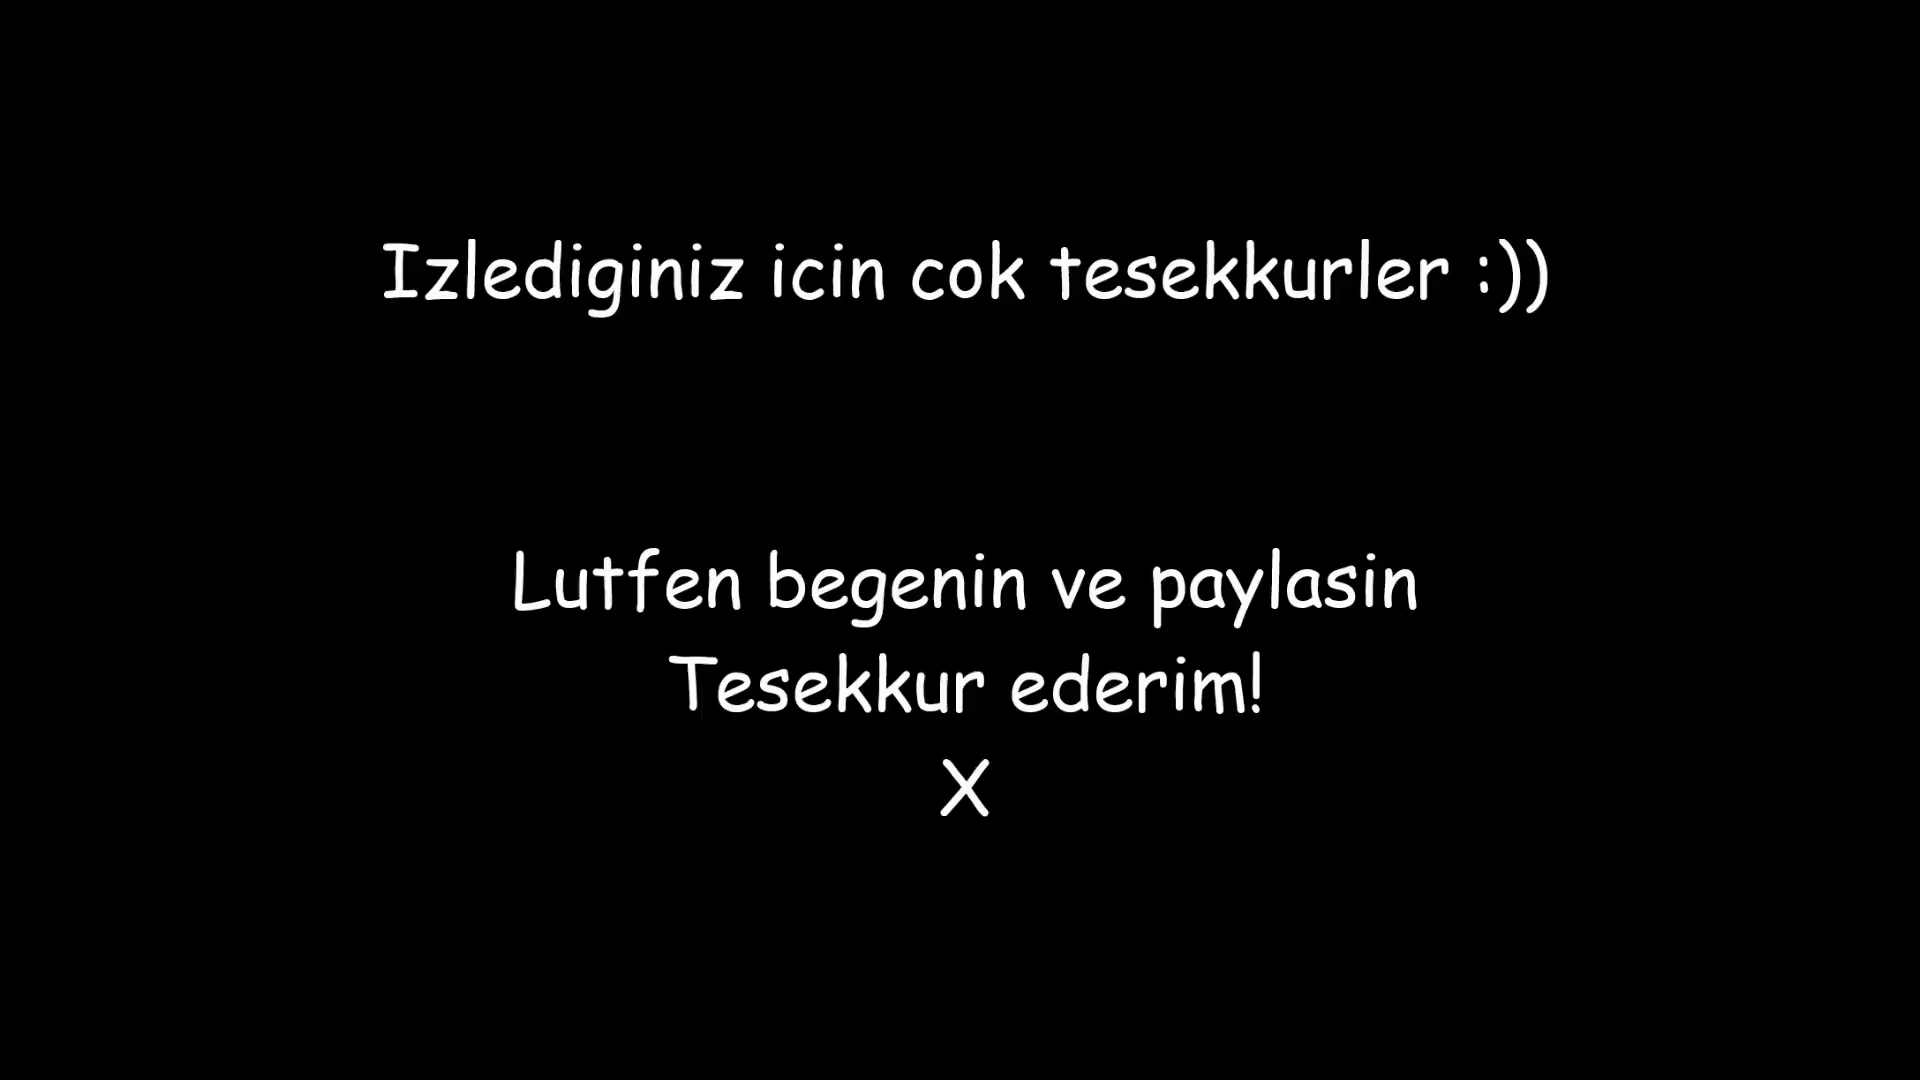 Izlediginiz icin cok tesekkurler :))
Lutfen begenin ve paylasin
Tesekkur ederim!
X